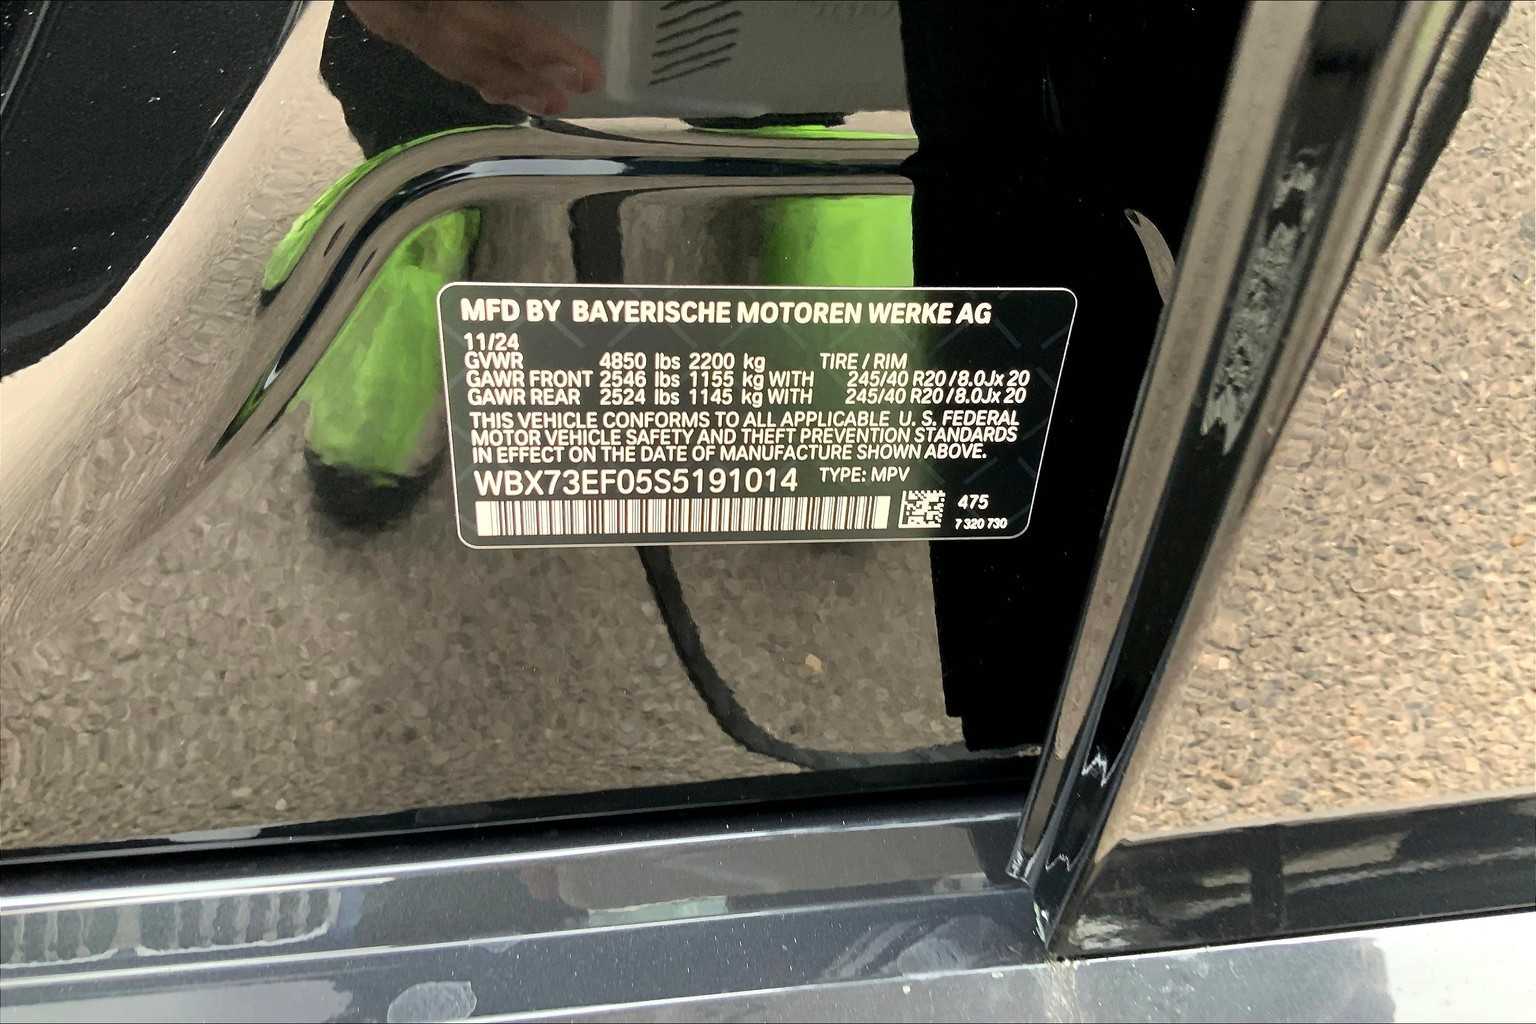 MFD BY BAYERISCHE MOTOREN WERKE AG
11/24
GVWR 4850 lbs 2200 kg TIRE / RIM
GAWR FRONT 2546 lbs 1155 kg WITH 245/40 R20 / 8.0Jx 20
GAWR REAR 2524 lbs 1145 kg WITH 245/40 R20 / 8.0Jx 20
THIS VEHICLE CONFORMS TO ALL APPLICABLE U. S. FEDERAL
MOTOR VEHICLE SAFETY AND THEFT PREVENTION STANDARDS
IN EFFECT ON THE DATE OF MANUFACTURE SHOWN ABOVE.
WBX73EF05S5191014 TYPE: MPV
475
7 320 730